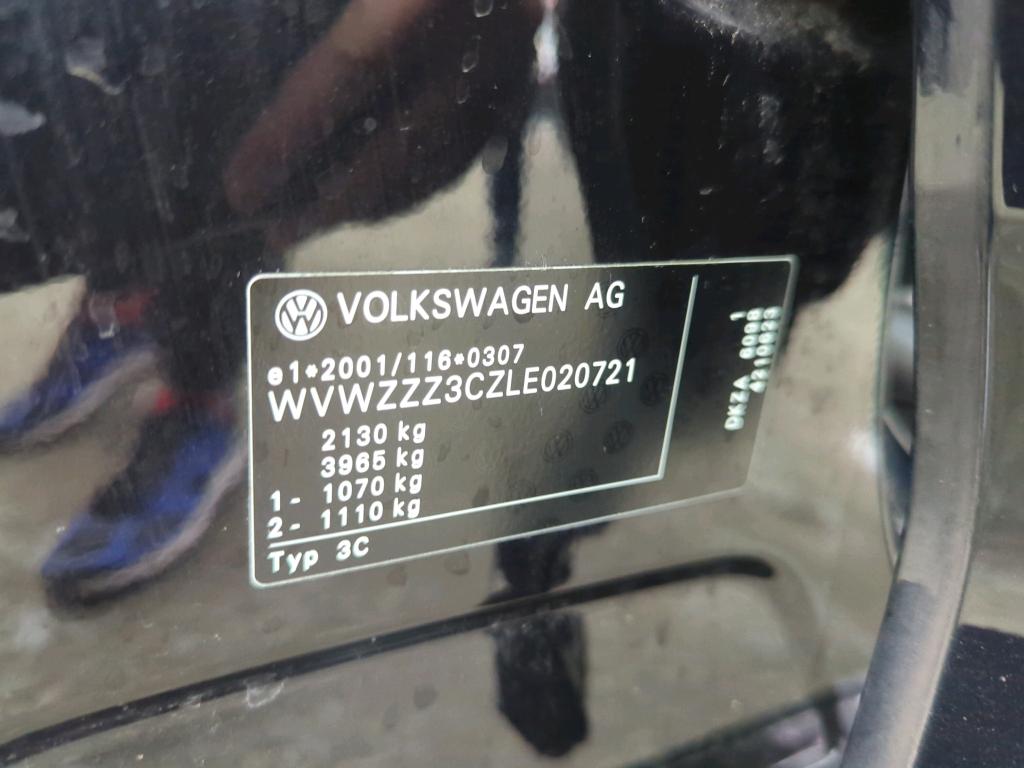 VOLKSWAGEN AG
e1*2001/116*0307
WVWZZZ3CZLE020721
2130 kg
3965 kg
1- 1070 kg
2- 1110 kg
Typ 3C
DKZA